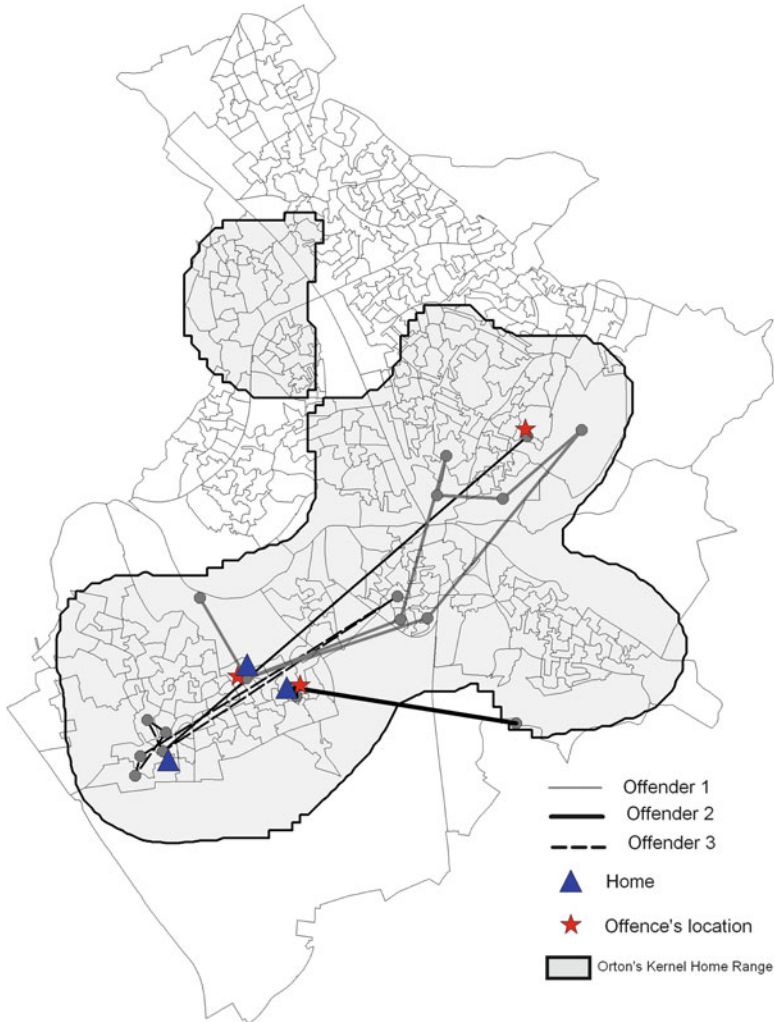 Offender 1
Offender 2
Offender 3
Home
Offence's location
Orton's Kernel Home Range